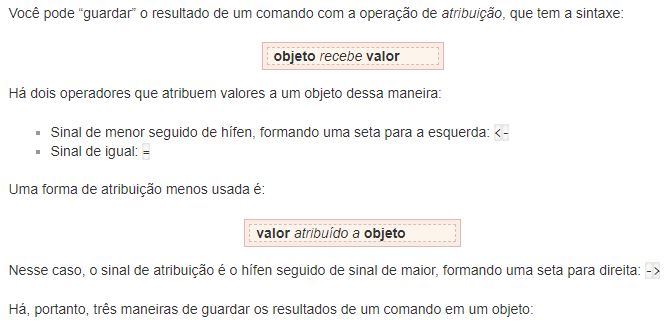 Você pode “guardar” o resultado de um comando com a operação de atribuição, que tem a sintaxe:
objeto recebe valor
Há dois operadores que atribuem valores a um objeto dessa maneira:
Sinal de menor seguido de hífen, formando uma seta para a esquerda: <-
Sinal de igual: =
Uma forma de atribuição menos usada é:
valor atribuído a objeto
Nesse caso, o sinal de atribuição é o hífen seguido de sinal de maior, formando uma seta para direita: ->
Há, portanto, três maneiras de guardar os resultados de um comando em um objeto: